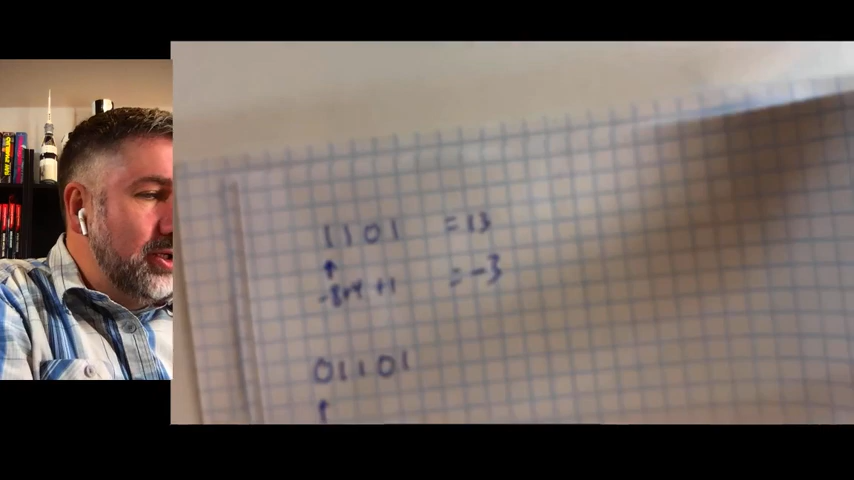 1101 = 13
↑
-8+4 +1 = -3
01101
↑